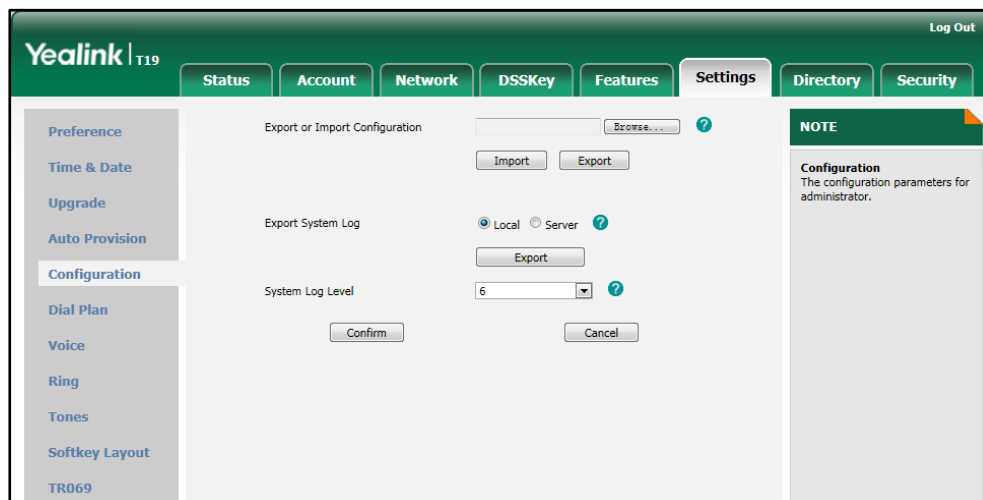 Log Out
Yealink T19
Status Account Network DSSKey Features Settings Directory Security
Preference
Time & Date
Upgrade
Auto Provision
Configuration
Dial Plan
Voice
Ring
Tones
Softkey Layout
TR069
Export or Import Configuration Browse... ?
Import Export
Export System Log Local Server ?
Export
System Log Level 6 ?
Confirm Cancel
NOTE
Configuration
The configuration parameters for
administrator.